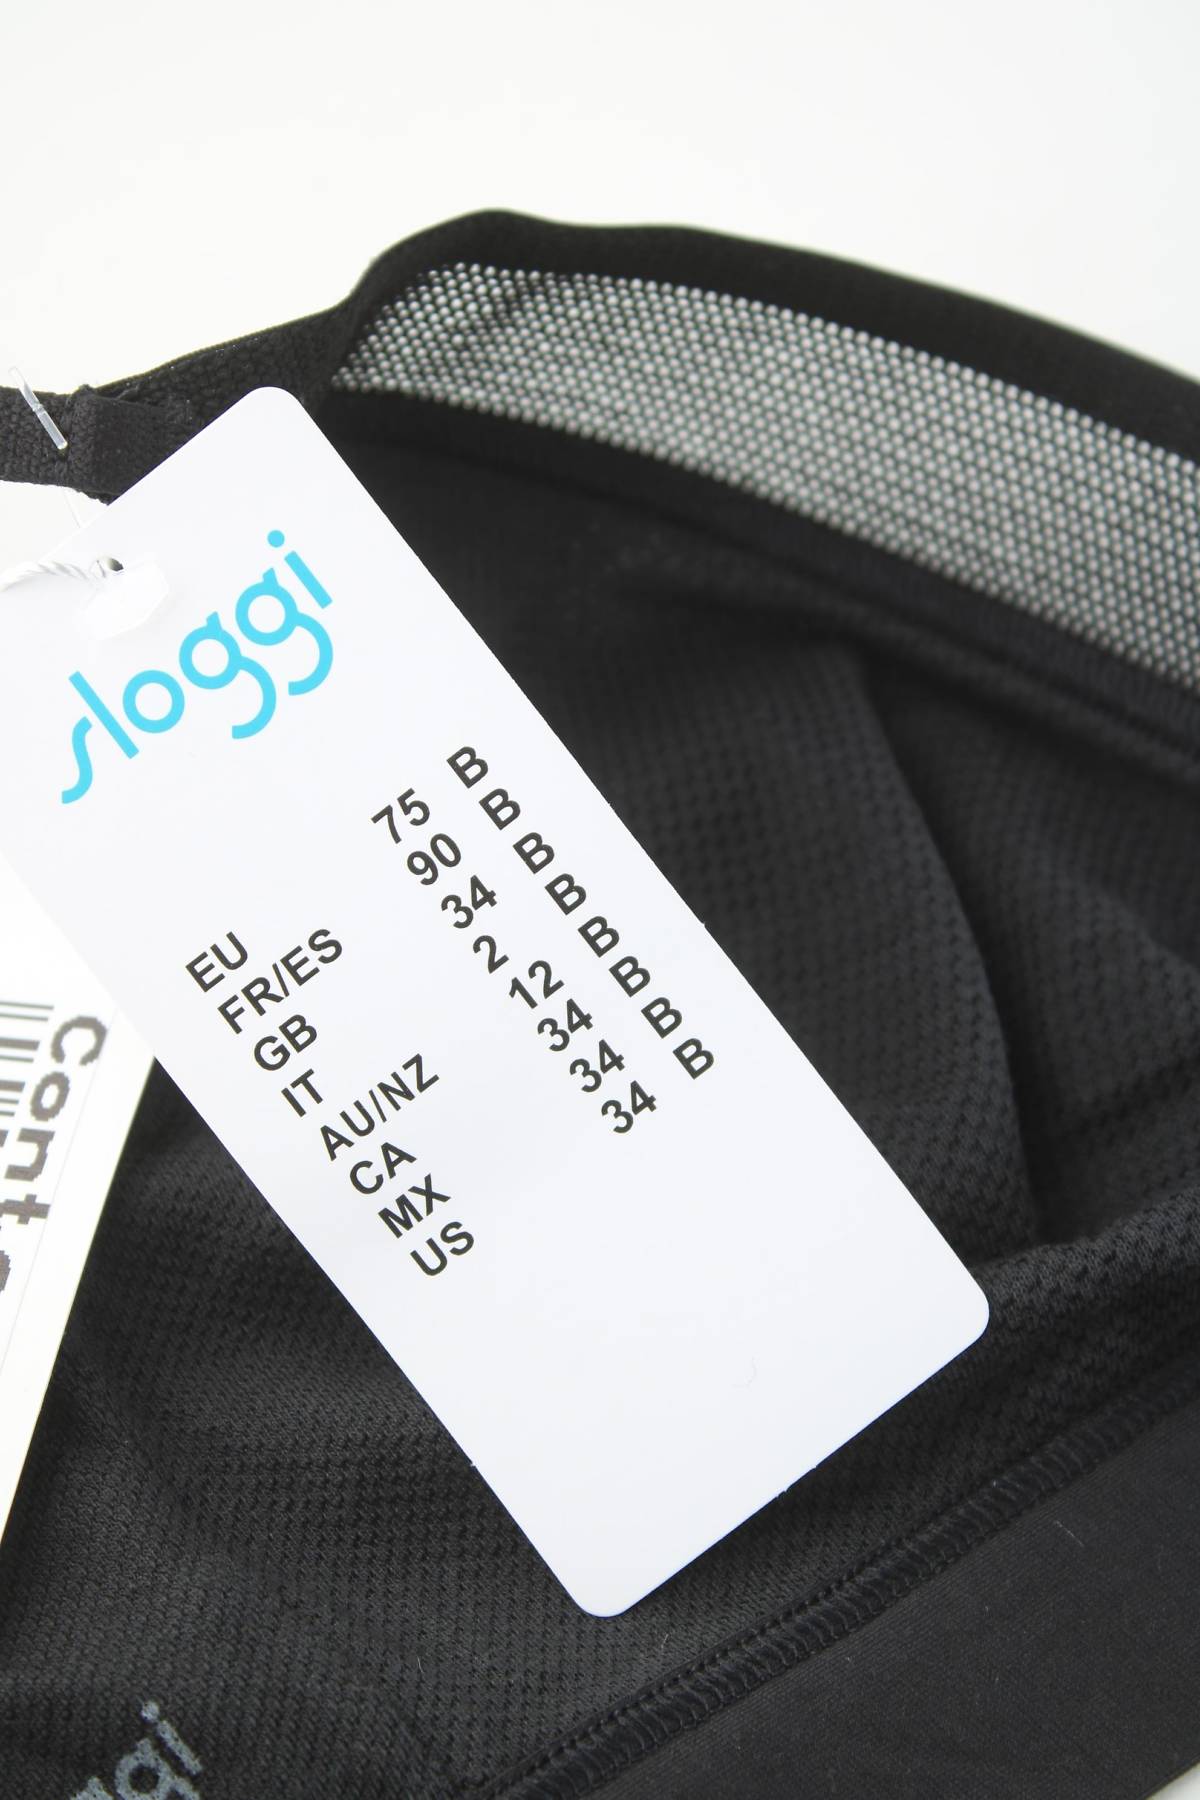 sloggi
EU 75 B
FR/ES 90 B
GB 34 B
IT 2 B
AU/NZ 12 B
CA 34 B
MX 34 B
US 34 B